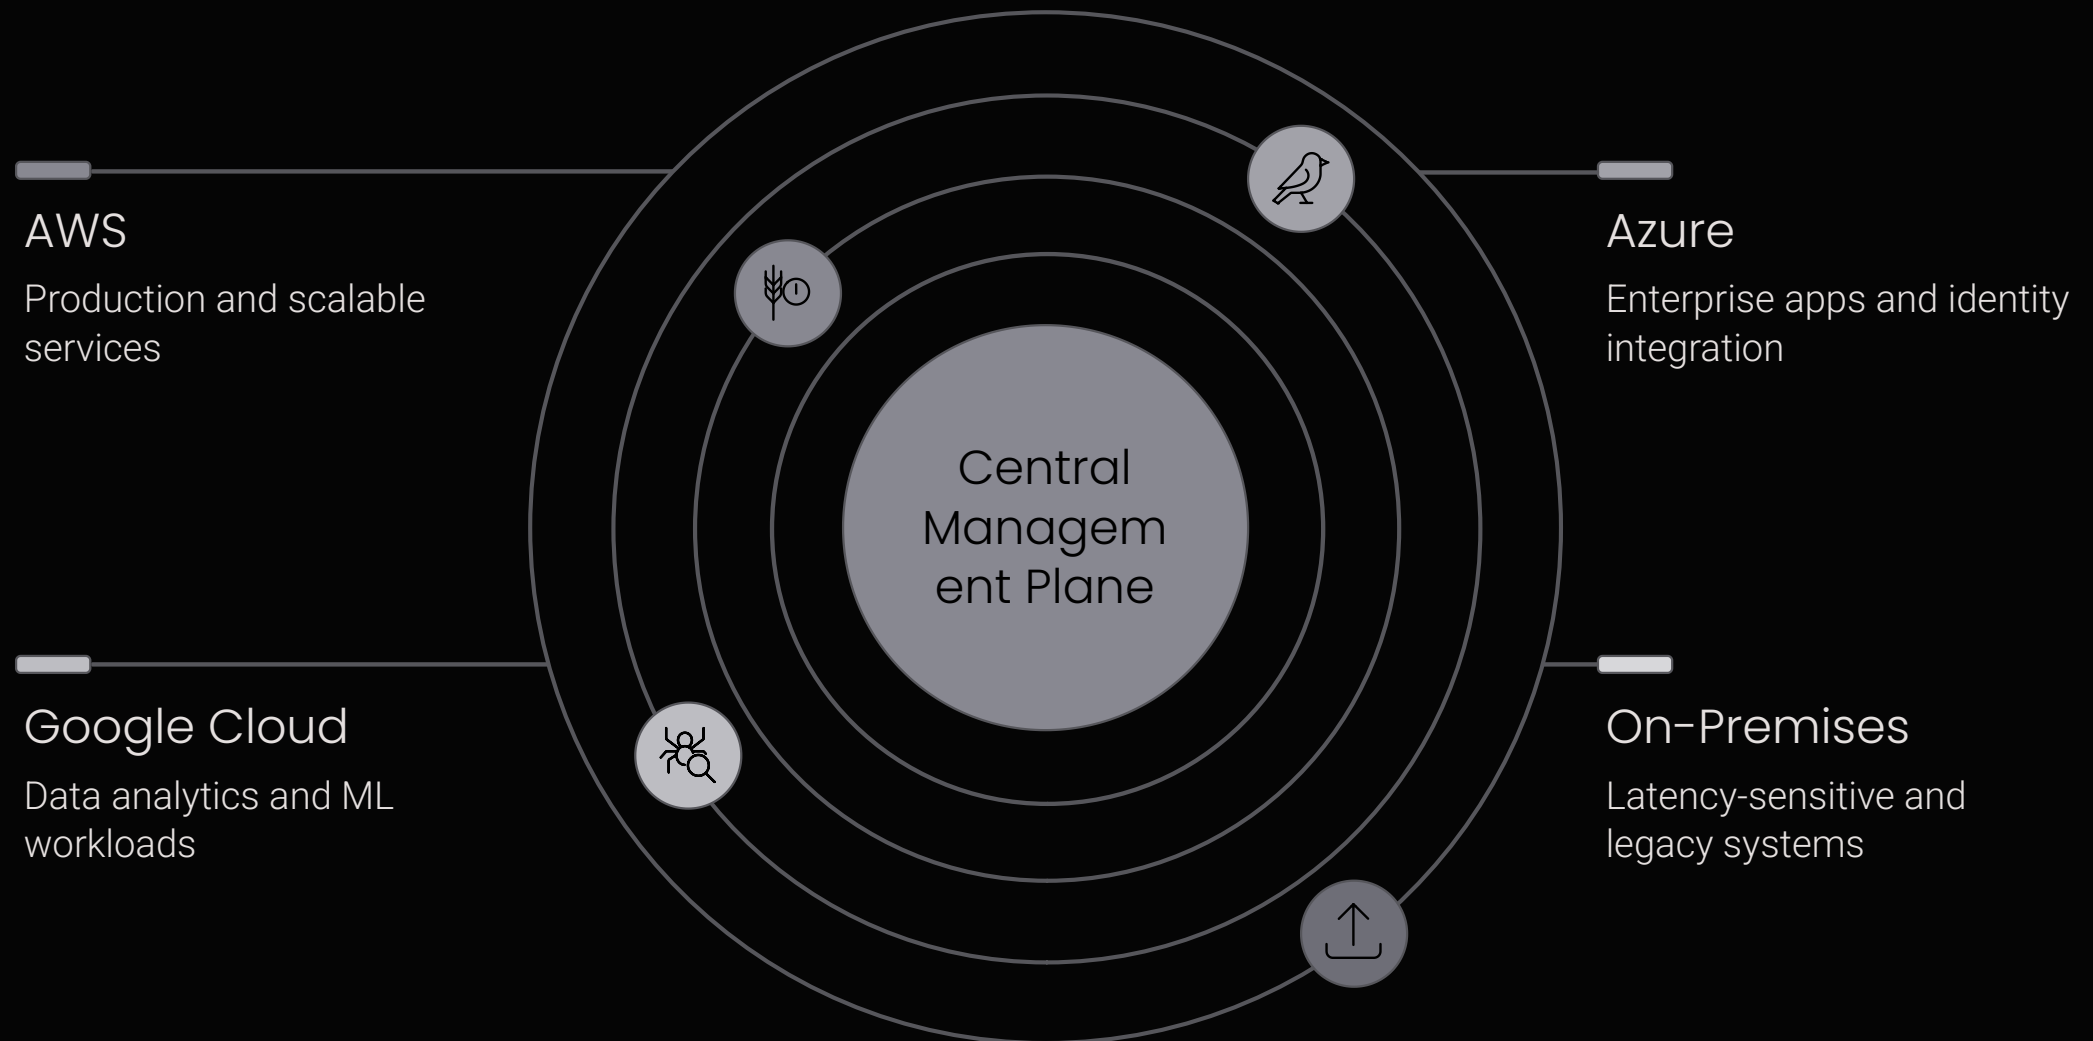 AWS
Production and scalable
services
Azure
Enterprise apps and identity
integration
Central
Managem
ent Plane
Google Cloud
Data analytics and ML
workloads
On-Premises
Latency-sensitive and
legacy systems